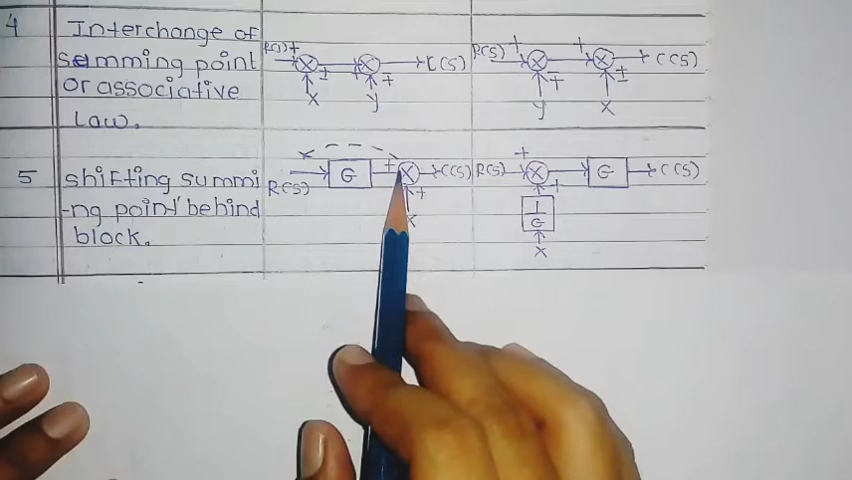 4
Interchange of
summing point
or associative
law.
R(s) + ± + ∓ C(s)
x y
R(s) + ∓ + ± C(s)
y x
5
shifting summi
-ng point behind
block.
R(s) G + + C(s)
x
R(s) + + G C(s)
1
G
x